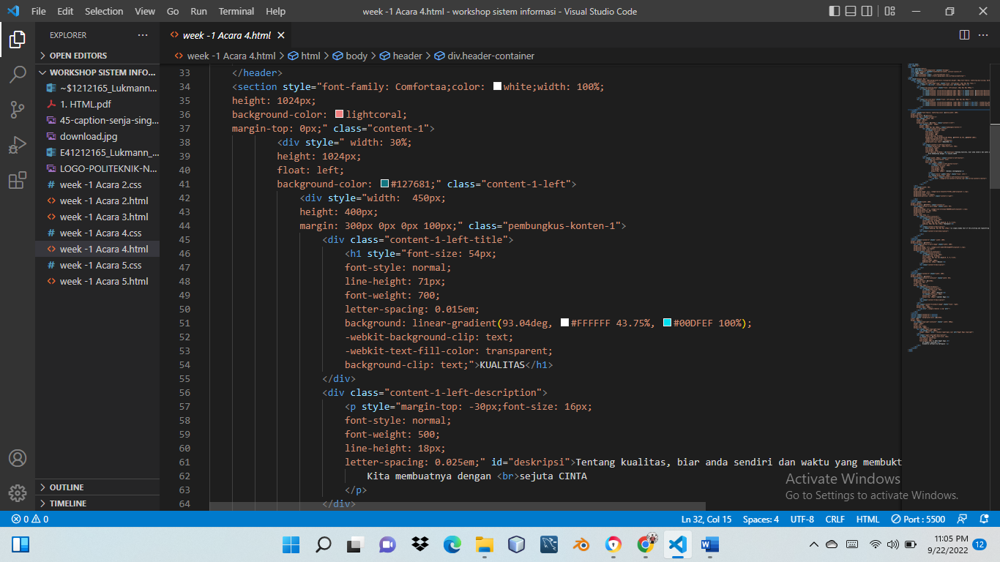 File Edit Selection View Go Run Terminal Help week -1 Acara 4.html - workshop sistem informasi - Visual Studio Code
EXPLORER
OPEN EDITORS
WORKSHOP SISTEM INFO...
~$1212165_Lukmann...
1. HTML.pdf
45-caption-senja-sing...
download.jpg
E41212165_Lukmann_...
LOGO-POLITEKNIK-N...
week -1 Acara 2.css
week -1 Acara 2.html
week -1 Acara 3.html
week -1 Acara 4.css
week -1 Acara 4.html
week -1 Acara 5.css
week -1 Acara 5.html
OUTLINE
TIMELINE
week -1 Acara 4.html
week -1 Acara 4.html > html > body > header > div.header-container
33 </header>
34 <section style="font-family: Comfortaa;color: white;width: 100%;
35 height: 1024px;
36 background-color: lightcoral;
37 margin-top: 0px;" class="content-1">
38 <div style=" width: 30%;
39 height: 1024px;
40 float: left;
41 background-color: #127681;" class="content-1-left">
42 <div style="width:  450px;
43 height: 400px;
44 margin: 300px 0px 0px 100px;" class="pembungkus-konten-1">
45 <div class="content-1-left-title">
46 <h1 style="font-size: 54px;
47 font-style: normal;
48 line-height: 71px;
49 font-weight: 700;
50 letter-spacing: 0.015em;
51 background: linear-gradient(93.04deg, #FFFFFF 43.75%, #00DFEF 100%);
52 -webkit-background-clip: text;
53 -webkit-text-fill-color: transparent;
54 background-clip: text;">KUALITAS</h1>
55 </div>
56 <div class="content-1-left-description">
57 <p style="margin-top: -30px;font-size: 16px;
58 font-style: normal;
59 font-weight: 500;
60 line-height: 18px;
61 letter-spacing: 0.025em;" id="deskripsi">Tentang kualitas, biar anda sendiri dan waktu yang membukt
62 Kita membuatnya dengan <br>sejuta CINTA
63 </p>
64 </div>
Activate Windows
Go to Settings to activate Windows.
0 0 Ln 32, Col 15 Spaces: 4 UTF-8 CRLF HTML Port : 5500
11:05 PM
9/22/2022 12